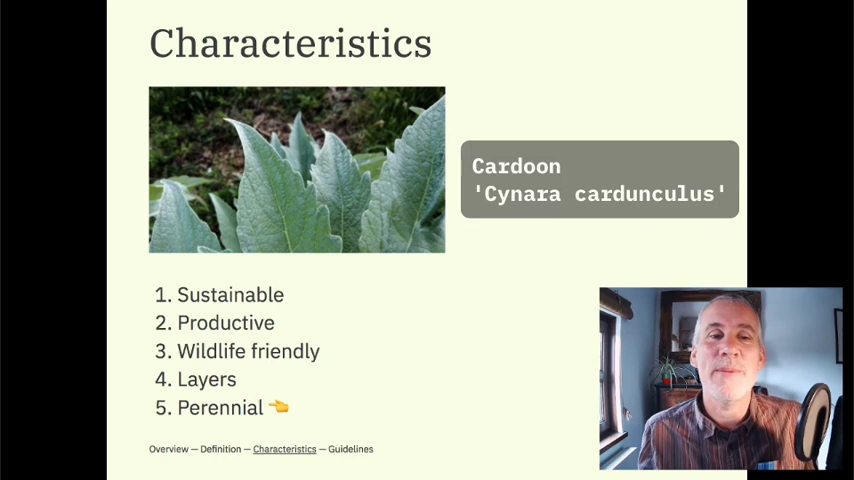 Characteristics
Cardoon
'Cynara cardunculus'
1. Sustainable
2. Productive
3. Wildlife friendly
4. Layers
5. Perennial 👈
Overview — Definition — Characteristics — Guidelines